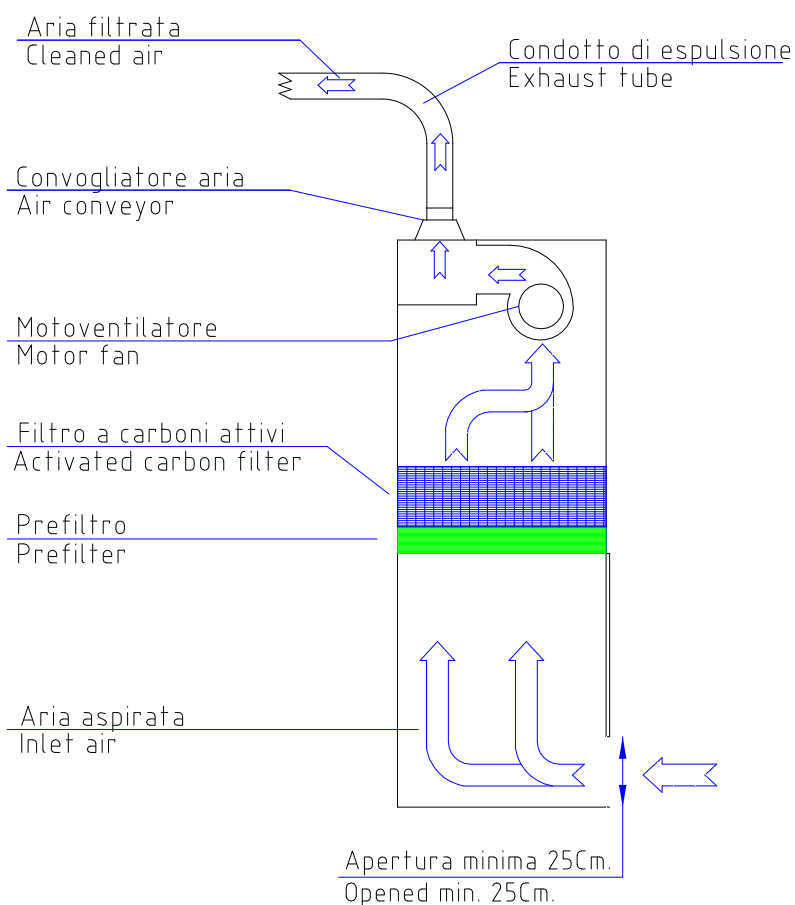 Aria filtrata
Cleaned air
Condotto di espulsione
Exhaust tube
Convogliatore aria
Air conveyor
Motoventilatore
Motor fan
Filtro a carboni attivi
Activated carbon filter
Prefiltro
Prefilter
Aria aspirata
Inlet air
Apertura minima 25Cm.
Opened min. 25Cm.